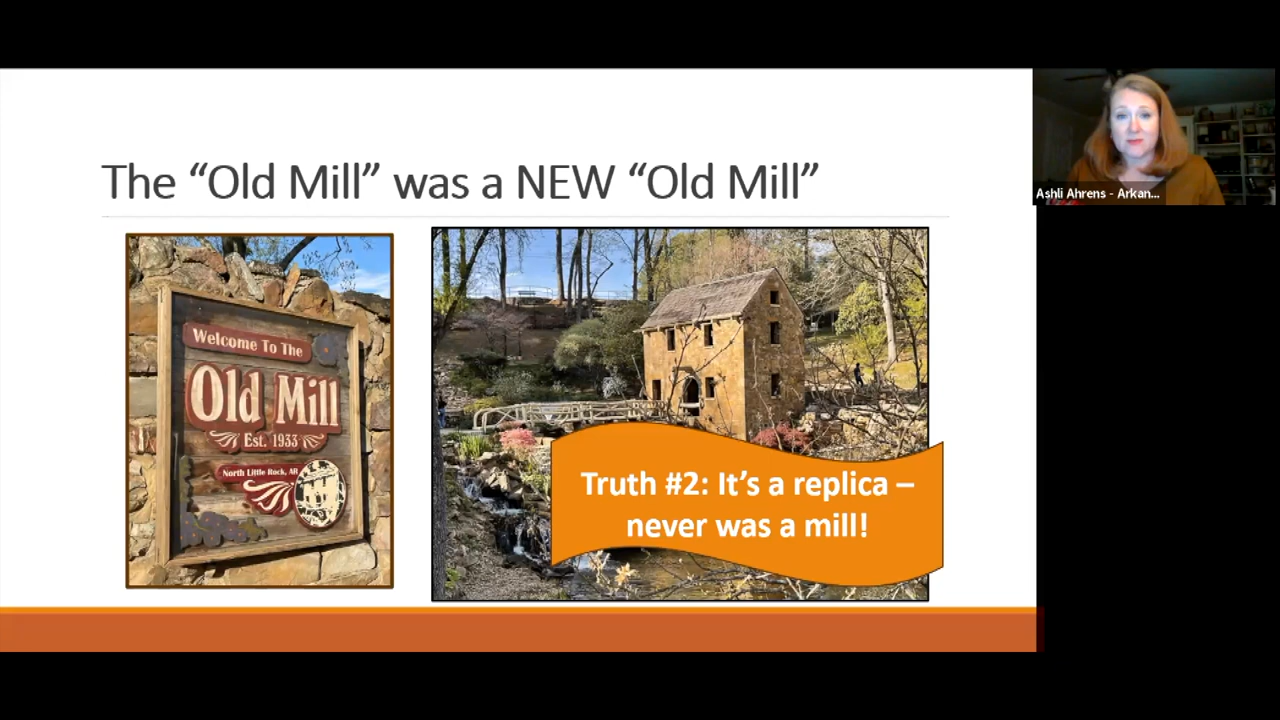 The “Old Mill” was a NEW “Old Mill”
Welcome To The
Old Mill
Est. 1933
North Little Rock, AR
Truth #2: It’s a replica –
never was a mill!
Ashli Ahrens - Arkan...